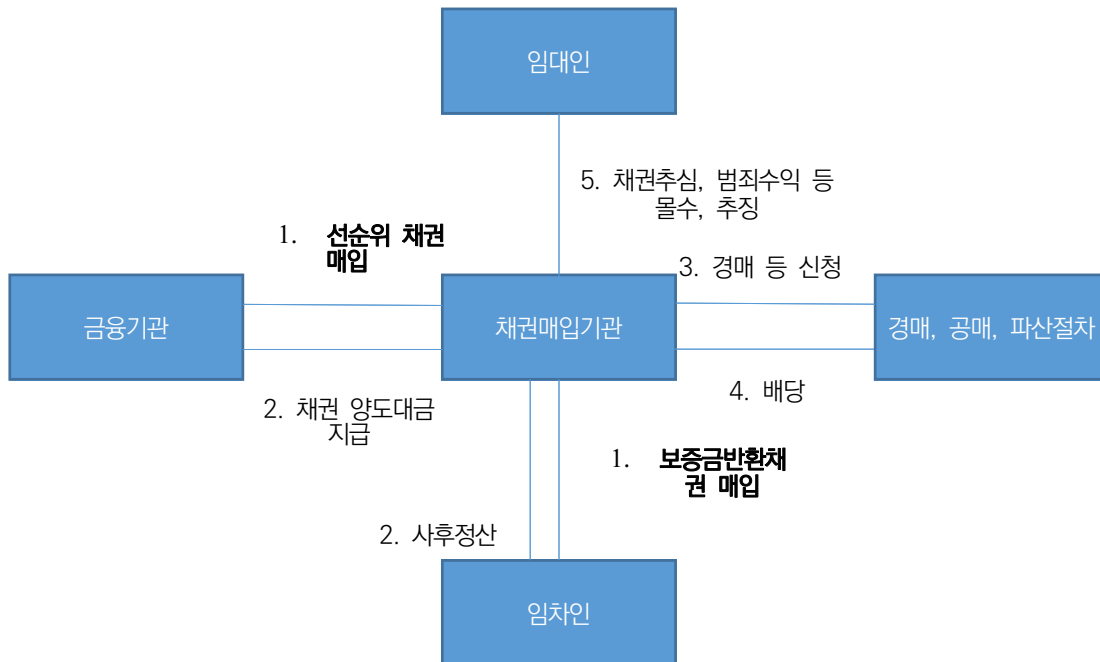 임대인
5. 채권추심, 범죄수익 등
몰수, 추징
1. 선순위 채권
매입
3. 경매 등 신청
금융기관
채권매입기관
경매, 공매, 파산절차
2. 채권 양도대금
지급
4. 배당
1. 보증금반환채
권 매입
2. 사후정산
임차인